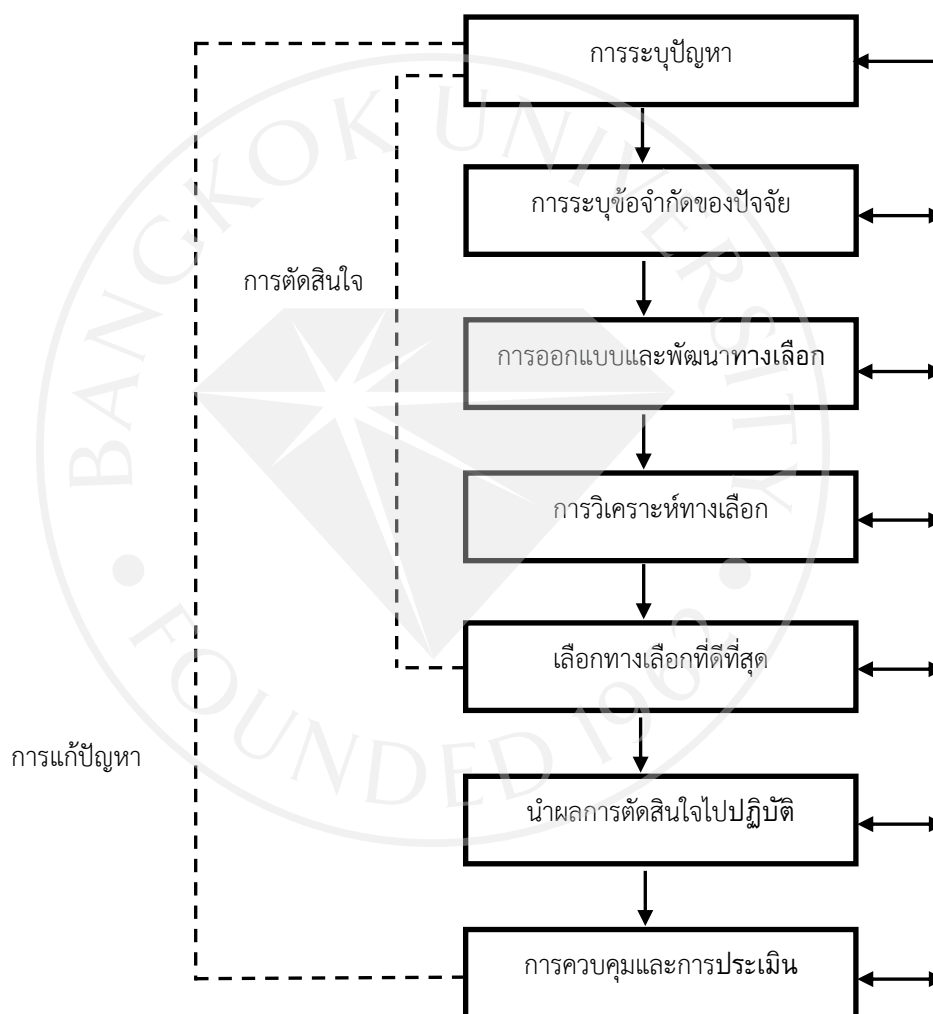 การระบุปัญหา
การระบุข้อจำกัดของปัจจัย
การตัดสินใจ
การออกแบบและพัฒนาทางเลือก
การวิเคราะห์ทางเลือก
เลือกทางเลือกที่ดีที่สุด
การแก้ปัญหา
นำผลการตัดสินใจไปปฏิบัติ
การควบคุมและการประเมิน
BANGKOK UNIVERSITY
FOUNDED 1962